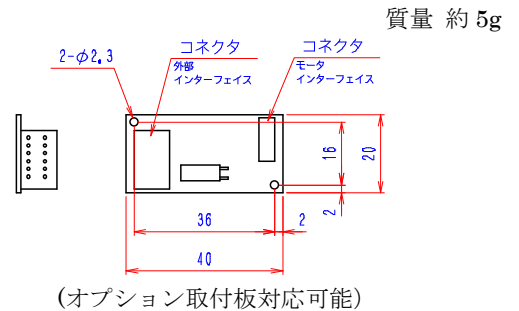 質量 約 5g
コネクタ
外部
インターフェイス
コネクタ
モータ
インターフェイス
2-φ2.3
16
20
2
36
2
40
(オプション取付板対応可能)